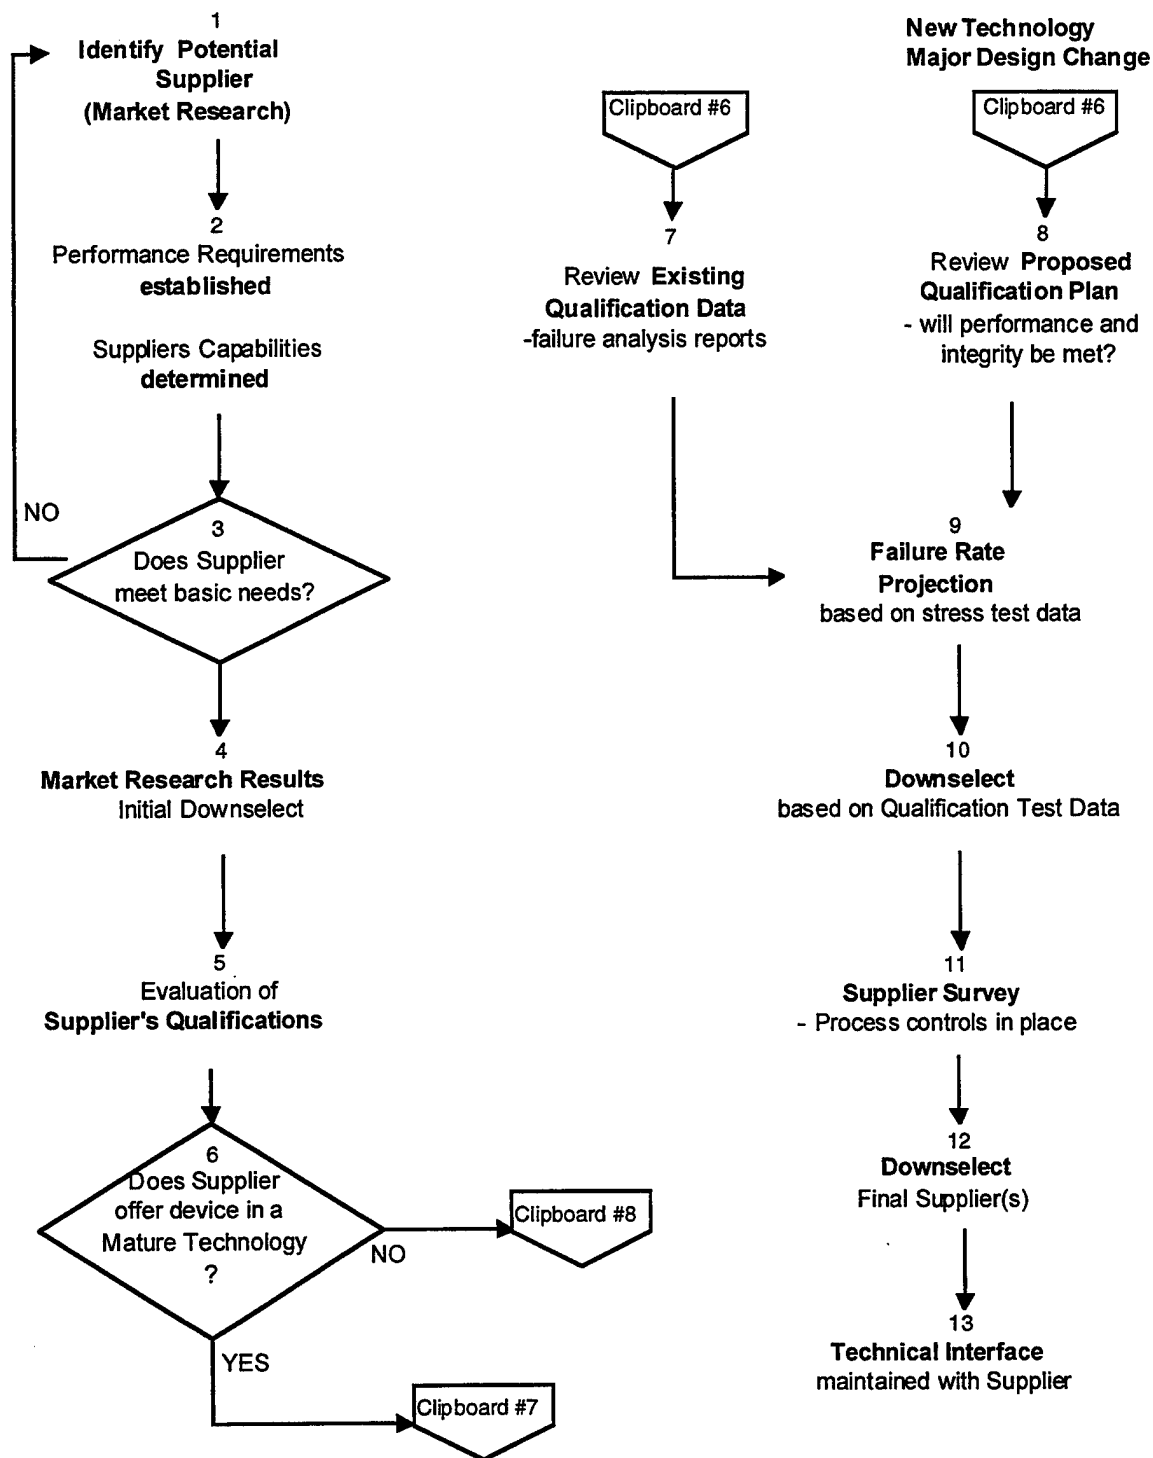 1
Identify Potential
Supplier
(Market Research)
2
Performance Requirements
established
Suppliers Capabilities
determined
NO
3
Does Supplier
meet basic needs?
4
Market Research Results
Initial Downselect
5
Evaluation of
Supplier's Qualifications
6
Does Supplier
offer device in a
Mature Technology
?
NO
Clipboard #8
YES
Clipboard #7
Clipboard #6
7
Review Existing
Qualification Data
-failure analysis reports
New Technology
Major Design Change
Clipboard #6
8
Review Proposed
Qualification Plan
- will performance and
integrity be met?
9
Failure Rate
Projection
based on stress test data
10
Downselect
based on Qualification Test Data
11
Supplier Survey
- Process controls in place
12
Downselect
Final Supplier(s)
13
Technical Interface
maintained with Supplier